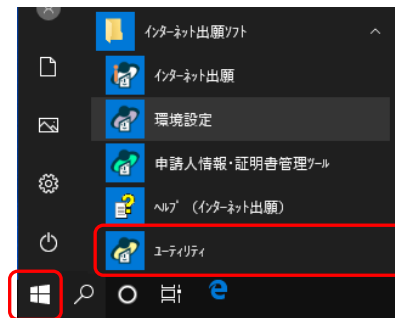 ｲﾝﾀｰﾈｯﾄ出願ｿﾌﾄ
ｲﾝﾀｰﾈｯﾄ出願
環境設定
申請人情報・証明書管理ﾂｰﾙ
ﾍﾙﾌﾟ (ｲﾝﾀｰﾈｯﾄ出願)
ﾕｰﾃｨﾘﾃｨ